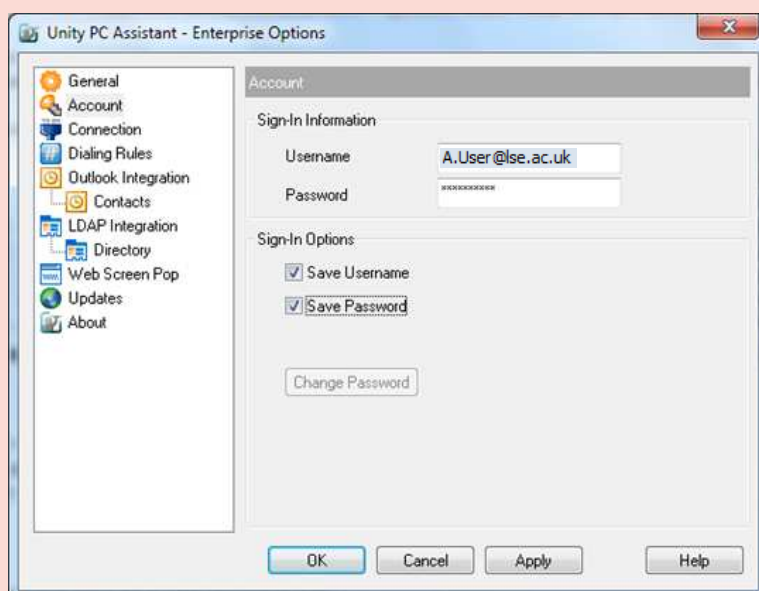 Unity PC Assistant - Enterprise Options
General
Account
Connection
Dialing Rules
Outlook Integration
Contacts
LDAP Integration
Directory
Web Screen Pop
Updates
About
Account
Sign-In Information
Username A.User@lse.ac.uk
Password **********
Sign-In Options
Save Username
Save Password
Change Password
OK Cancel Apply Help